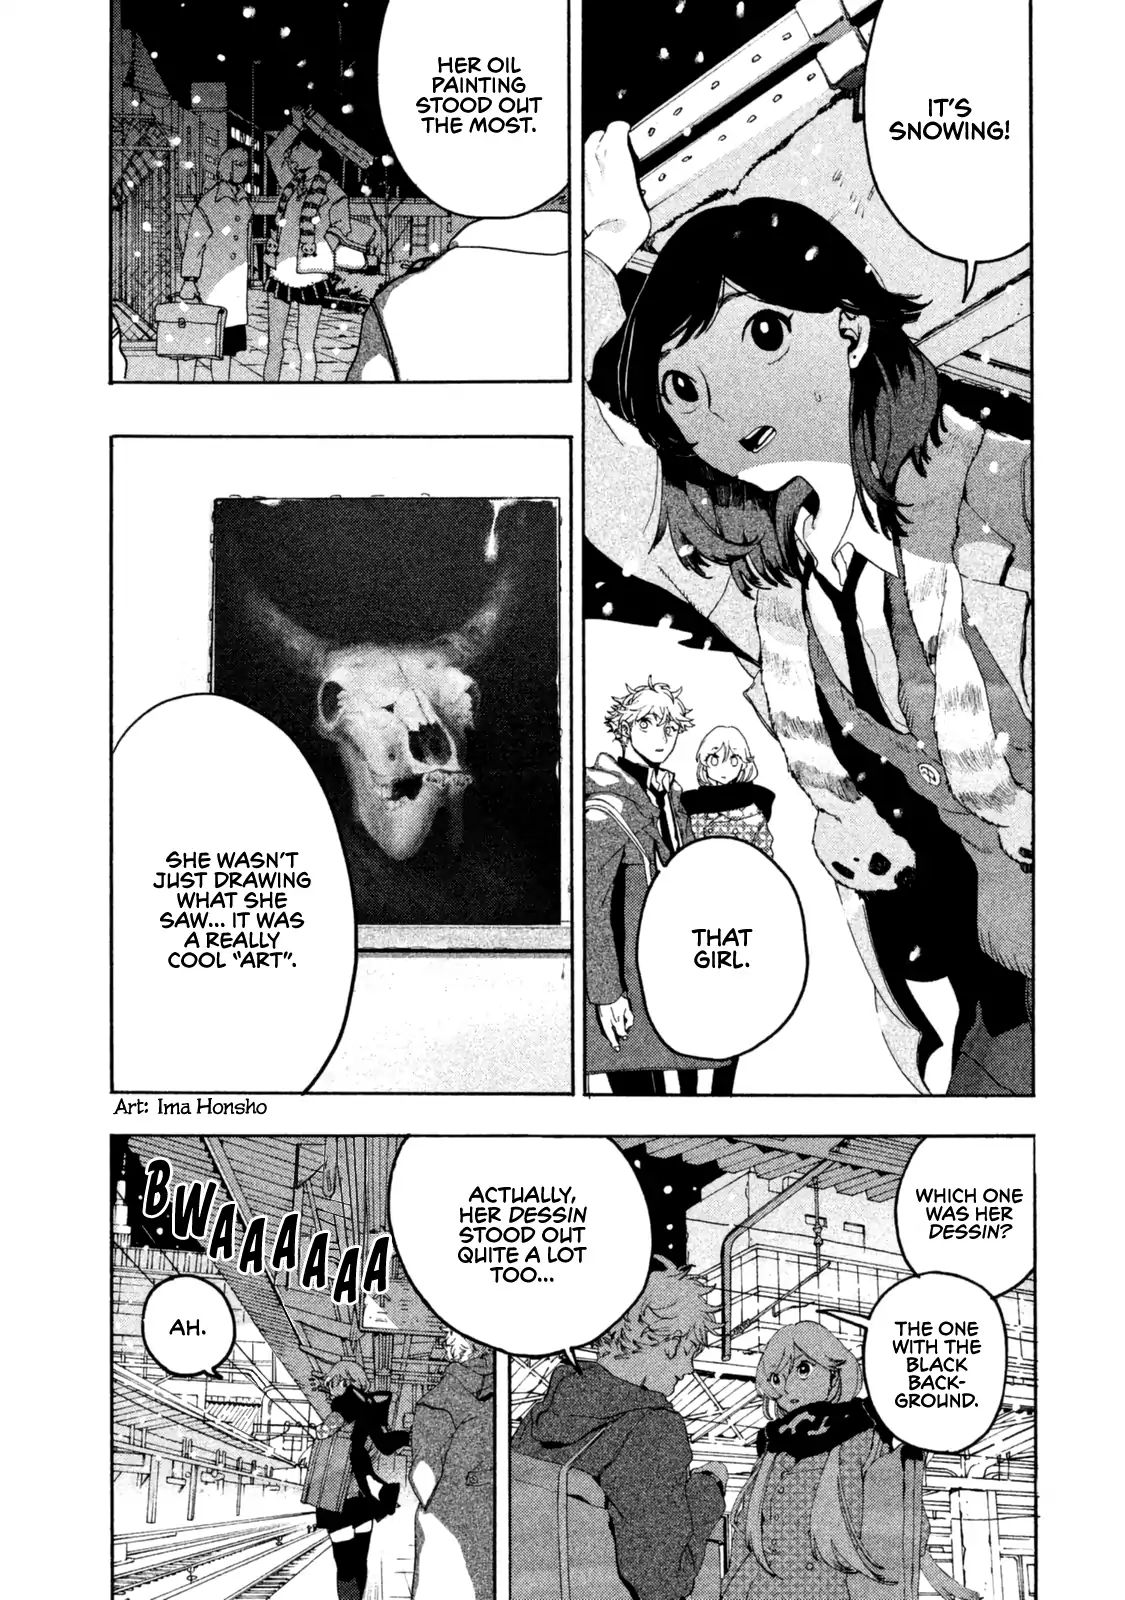 IT'S
SNOWING!
THAT
GIRL.
HER OIL
PAINTING
STOOD OUT
THE MOST.
SHE WASN'T
JUST DRAWING
WHAT SHE
SAW... IT WAS
A REALLY
COOL "ART".
Art: Ima Honsho
WHICH ONE
WAS HER
DESSIN?
THE ONE
WITH THE
BLACK
BACK-
GROUND.
ACTUALLY,
HER DESSIN
STOOD OUT
QUITE A LOT
TOO...
BWAAAAAAA
AH.